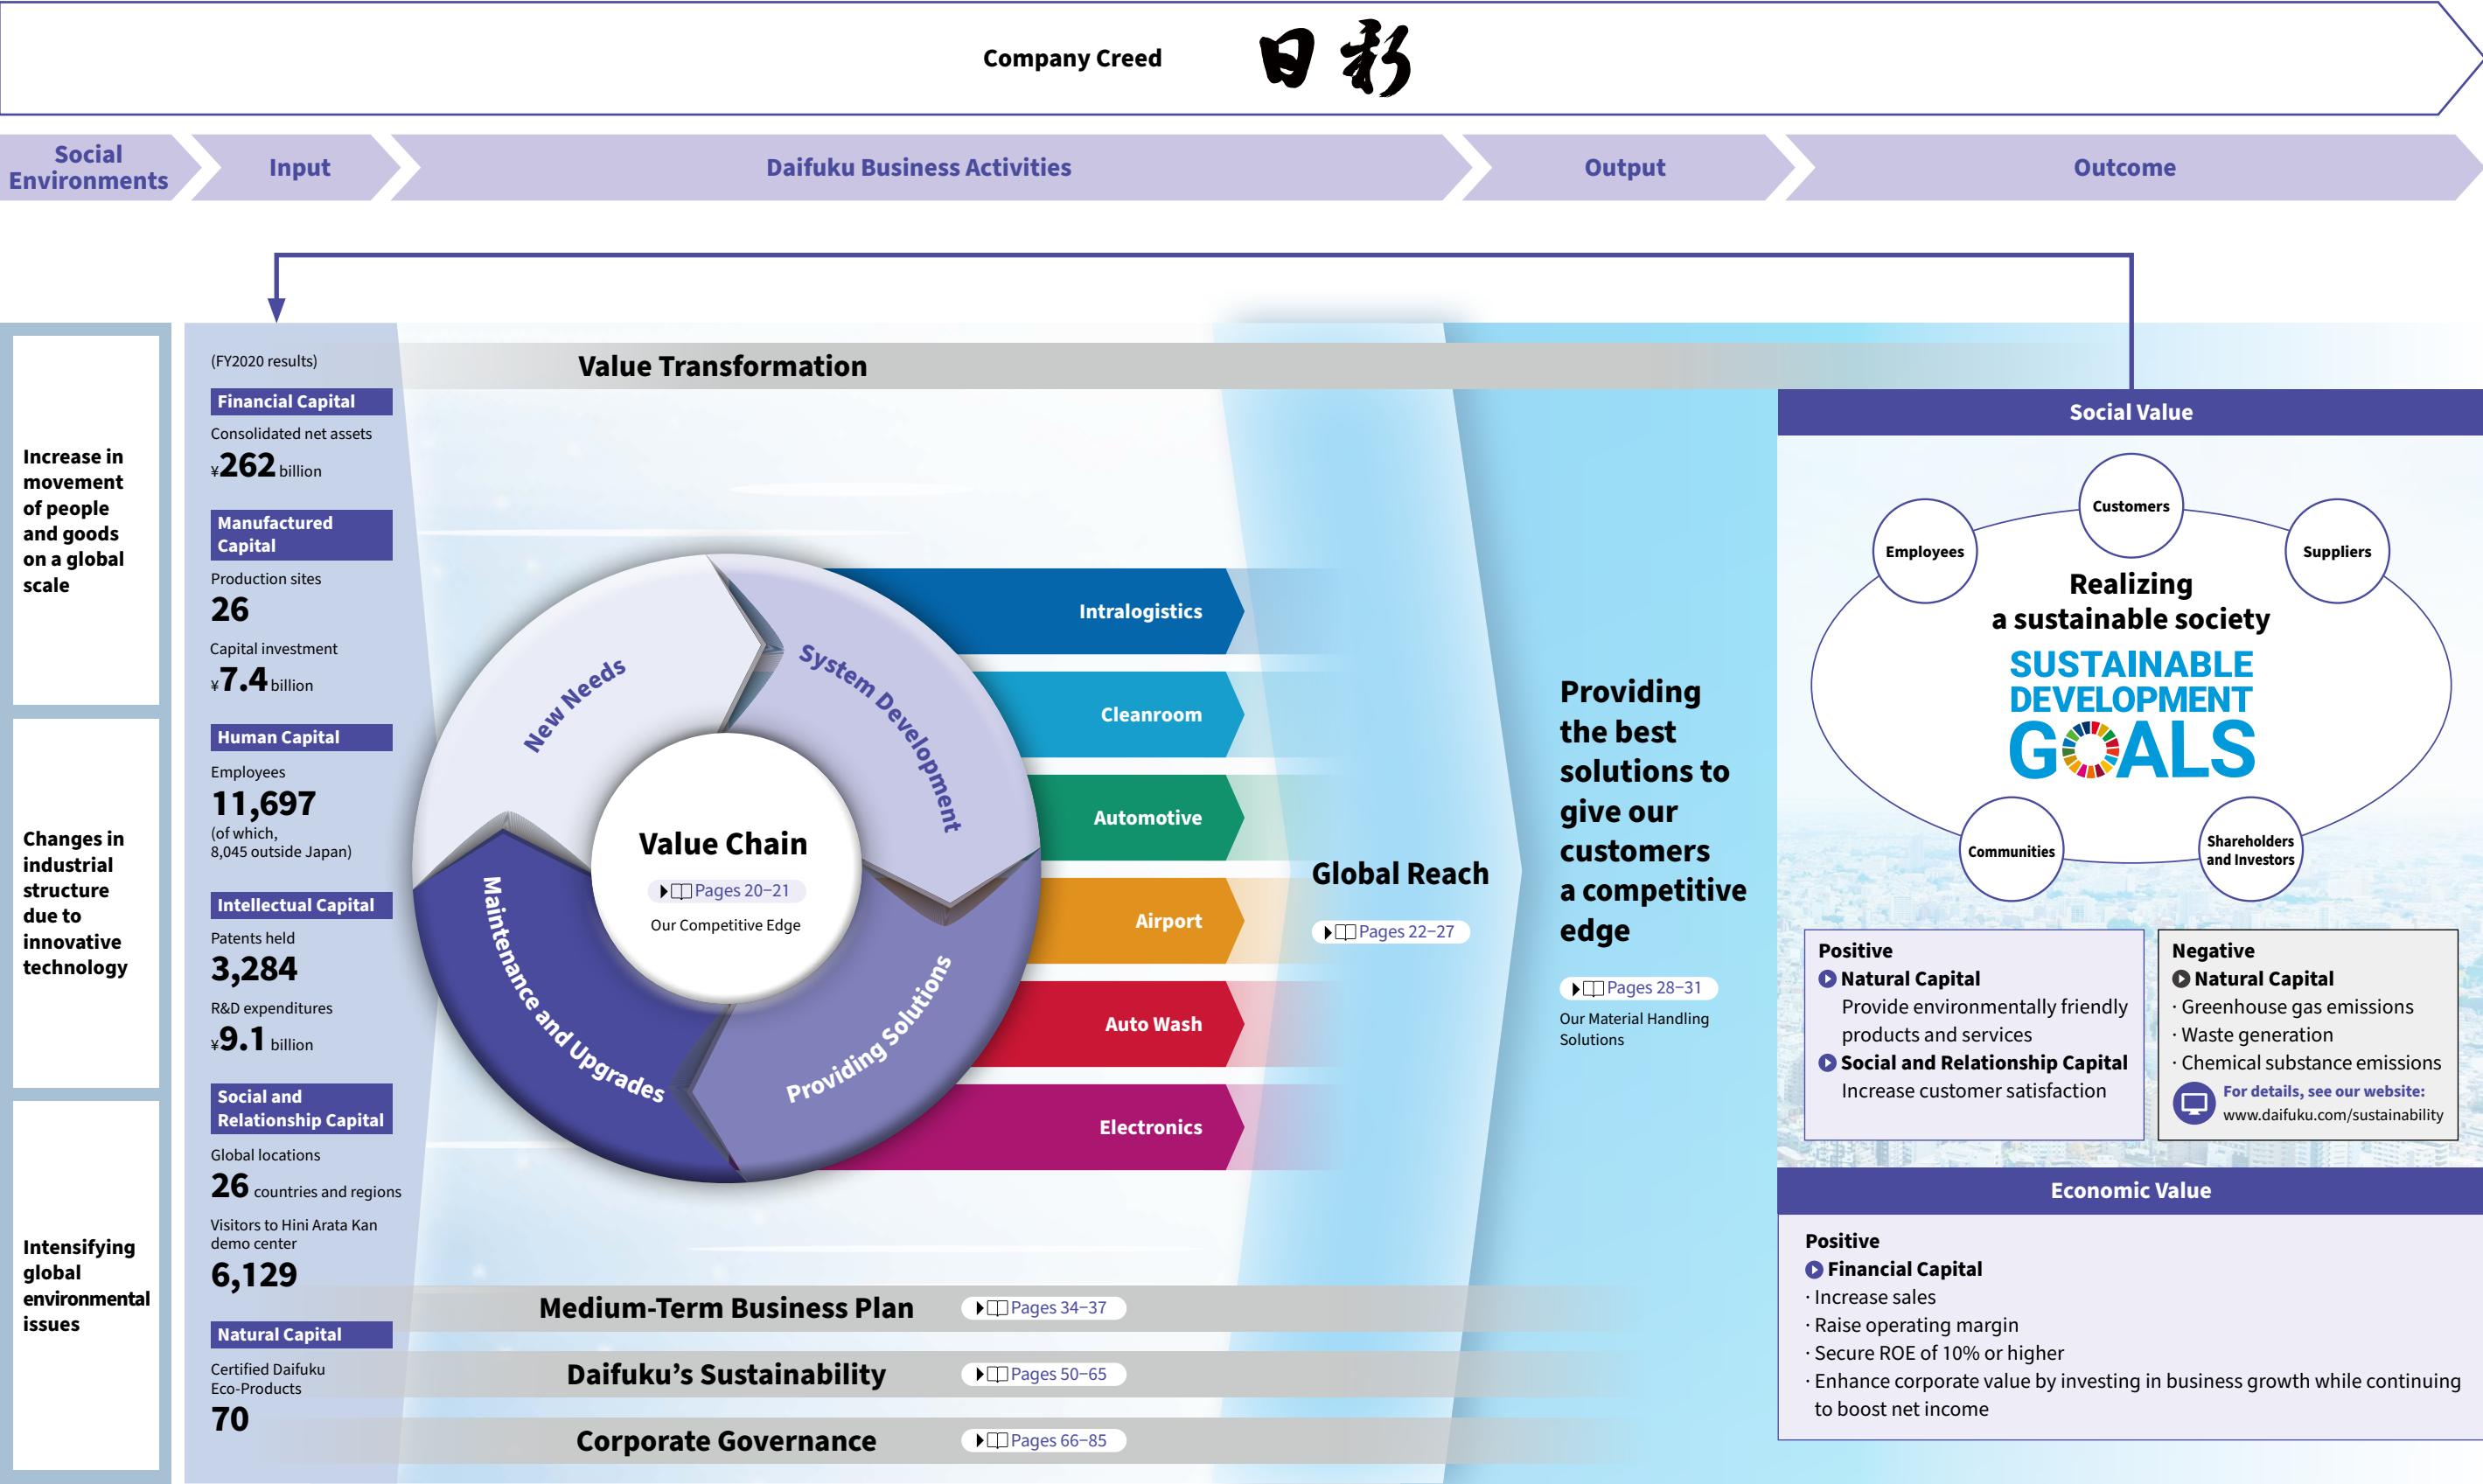 Company Creed
日新
Social
Environments
Input
Daifuku Business Activities
Output
Outcome
Increase in
movement
of people
and goods
on a global
scale
Changes in
industrial
structure
due to
innovative
technology
Intensifying
global
environmental
issues
(FY2020 results)
Financial Capital
Consolidated net assets
¥262 billion
Manufactured
Capital
Production sites
26
Capital investment
¥7.4 billion
Human Capital
Employees
11,697
(of which,
8,045 outside Japan)
Intellectual Capital
Patents held
3,284
R&D expenditures
¥9.1 billion
Social and
Relationship Capital
Global locations
26 countries and regions
Visitors to Hini Arata Kan
demo center
6,129
Natural Capital
Certified Daifuku
Eco-Products
70
Value Transformation
New Needs
System Development
Providing Solutions
Maintenance and Upgrades
Value Chain
Pages 20–21
Our Competitive Edge
Intralogistics
Cleanroom
Automotive
Airport
Auto Wash
Electronics
Global Reach
Pages 22–27
Medium-Term Business Plan
Pages 34–37
Daifuku’s Sustainability
Pages 50–65
Corporate Governance
Pages 66–85
Providing
the best
solutions to
give our
customers
a competitive
edge
Pages 28–31
Our Material Handling
Solutions
Social Value
Customers
Employees
Suppliers
Realizing
a sustainable society
SUSTAINABLE
DEVELOPMENT
GOALS
Communities
Shareholders
and Investors
Positive
Natural Capital
Provide environmentally friendly
products and services
Social and Relationship Capital
Increase customer satisfaction
Negative
Natural Capital
· Greenhouse gas emissions
· Waste generation
· Chemical substance emissions
For details, see our website:
www.daifuku.com/sustainability
Economic Value
Positive
Financial Capital
· Increase sales
· Raise operating margin
· Secure ROE of 10% or higher
· Enhance corporate value by investing in business growth while continuing
to boost net income